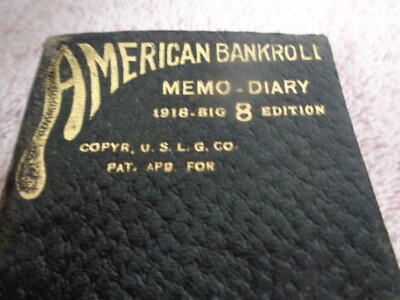 AMERICAN BANKROLL
MEMO-DIARY
1918-BIG 8 EDITION
COPYR. U.S.L.G.CO.
PAT. APD. FOR